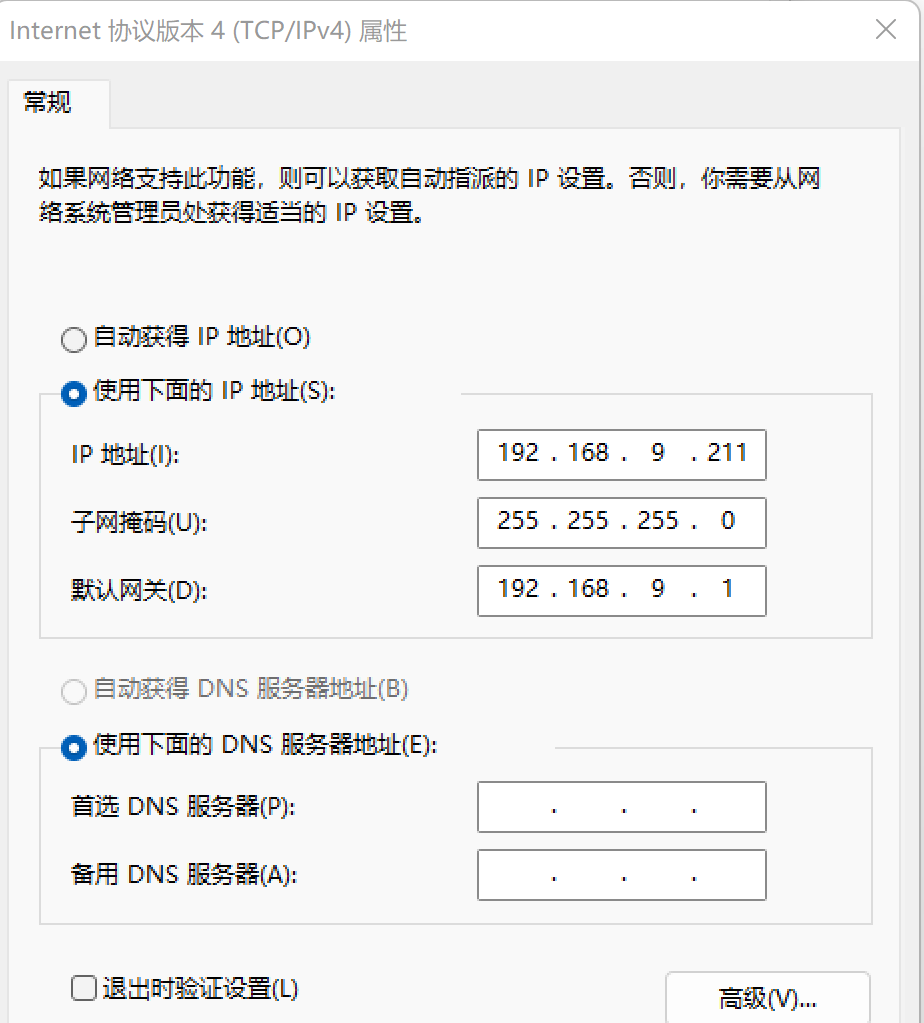 Internet 协议版本 4 (TCP/IPv4) 属性
常规
如果网络支持此功能，则可以获取自动指派的 IP 设置。否则，你需要从网
络系统管理员处获得适当的 IP 设置。
自动获得 IP 地址(O)
使用下面的 IP 地址(S):
IP 地址(I): 192 . 168 . 9 . 211
子网掩码(U): 255 . 255 . 255 . 0
默认网关(D): 192 . 168 . 9 . 1
自动获得 DNS 服务器地址(B)
使用下面的 DNS 服务器地址(E):
首选 DNS 服务器(P): . . .
备用 DNS 服务器(A): . . .
退出时验证设置(L)
高级(V)...